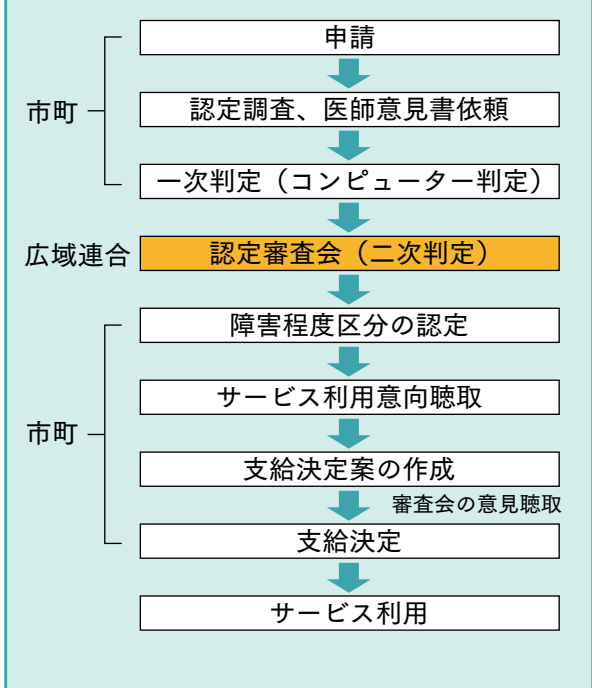 申請
市町
認定調査、医師意見書依頼
一次判定（コンピューター判定）
広域連合
認定審査会（二次判定）
障害程度区分の認定
サービス利用意向聴取
市町
支給決定案の作成
審査会の意見聴取
支給決定
サービス利用